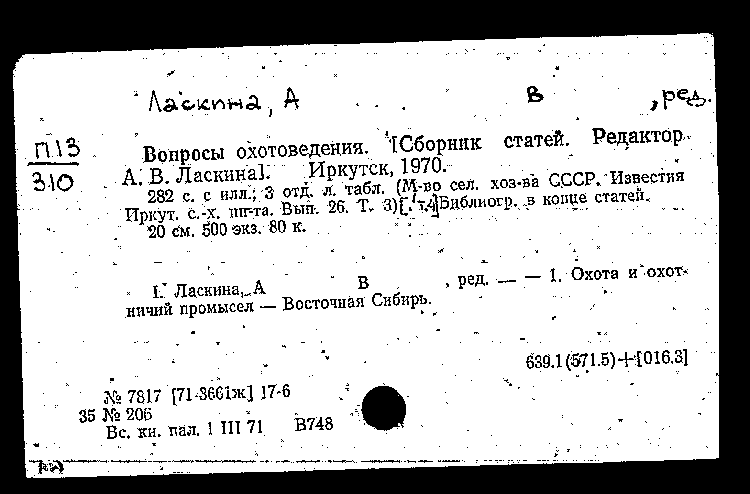 Ласкина, А В , ред.
П13
310
Вопросы охотоведения. [Сборник статей. Редактор
А. В. Ласкина]. Иркутск, 1970.
282 с. с илл.; 3 отд. л. табл. (М-во сел. хоз-ва СССР. Известия
Иркут. с.-х. ин-та. Вып. 26. Т. 3) Библиогр. в конце статей.
20 см. 500 экз. 80 к.
I. Ласкина, А В , ред. — — 1. Охота и охот-
ничий промысел — Восточная Сибирь.
639.1(571.5)+[016.3]
№ 7817 [71-3661ж] 17-6
35 № 206
Вс. кн. пал. 1 III 71 В748